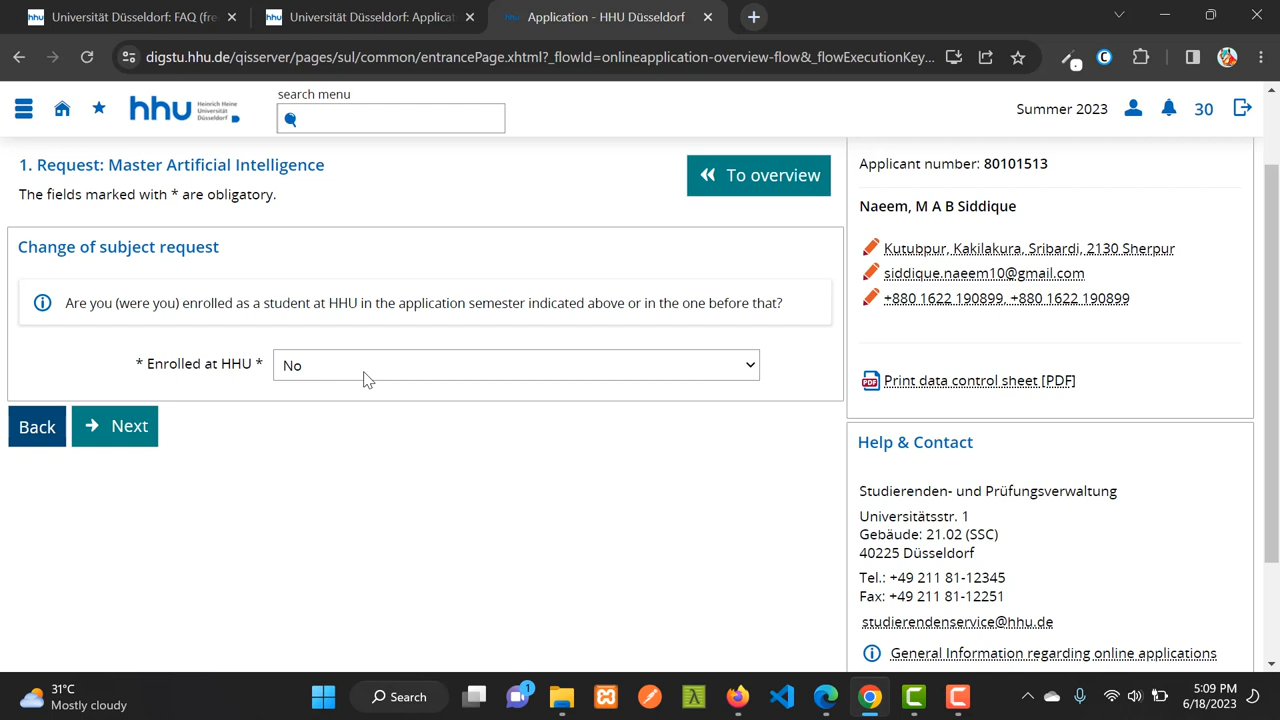 Universität Düsseldorf: FAQ (fre
Universität Düsseldorf: Applicat
Application - HHU Düsseldorf
digstu.hhu.de/qisserver/pages/sul/common/entrancePage.xhtml?_flowId=onlineapplication-overview-flow&_flowExecutionKey...
search menu
hhu Heinrich Heine Universität Düsseldorf
Summer 2023
30
1. Request: Master Artificial Intelligence
The fields marked with * are obligatory.
To overview
Change of subject request
Are you (were you) enrolled as a student at HHU in the application semester indicated above or in the one before that?
* Enrolled at HHU *
No
Back
Next
Applicant number: 80101513
Naeem, M A B Siddique
Kutubpur, Kakilakura, Sribardi, 2130 Sherpur
siddique.naeem10@gmail.com
+880 1622 190899, +880 1622 190899
PDF Print data control sheet [PDF]
Help & Contact
Studierenden- und Prüfungsverwaltung
Universitätsstr. 1
Gebäude: 21.02 (SSC)
40225 Düsseldorf
Tel.: +49 211 81-12345
Fax: +49 211 81-12251
studierendenservice@hhu.de
General Information regarding online applications
31°C
Mostly cloudy
Search
1
5:09 PM
6/18/2023